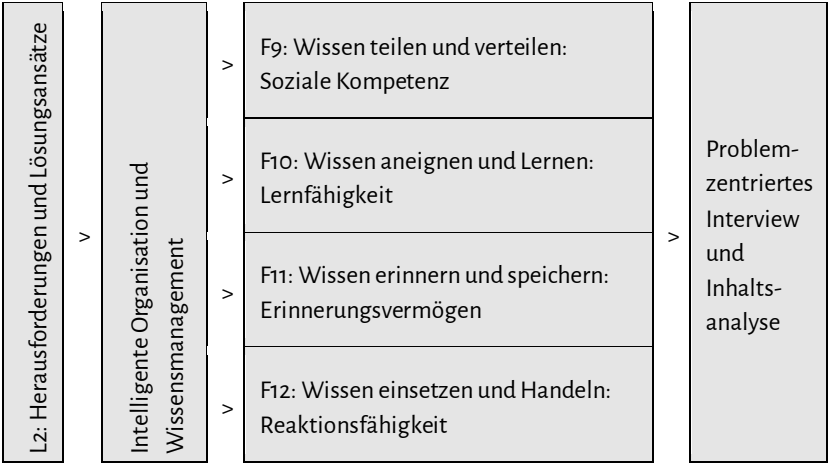 L2: Herausforderungen und Lösungsansätze
>
Intelligente Organisation und
Wissensmanagement
>
F9: Wissen teilen und verteilen:
Soziale Kompetenz
>
F10: Wissen aneignen und Lernen:
Lernfähigkeit
>
F11: Wissen erinnern und speichern:
Erinnerungsvermögen
>
F12: Wissen einsetzen und Handeln:
Reaktionsfähigkeit
>
Problem-
zentriertes
Interview
und
Inhalts-
analyse